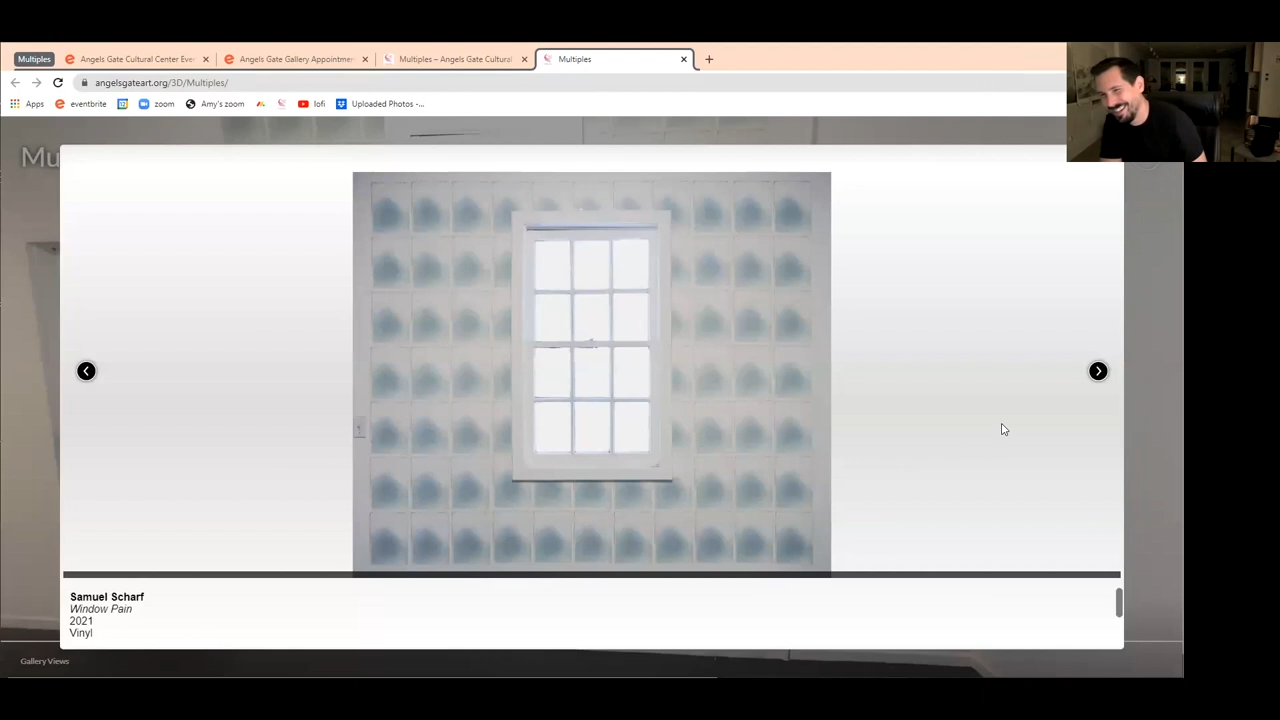 Multiples
Angels Gate Cultural Center Eve
Angels Gate Gallery Appointme
Multiples – Angels Gate Cultural
Multiples
angelsgateart.org/3D/Multiples/
Apps
eventbrite
zoom
Amy's zoom
lofi
Uploaded Photos -...
Mu
Samuel Scharf
Window Pain
2021
Vinyl
Gallery Views